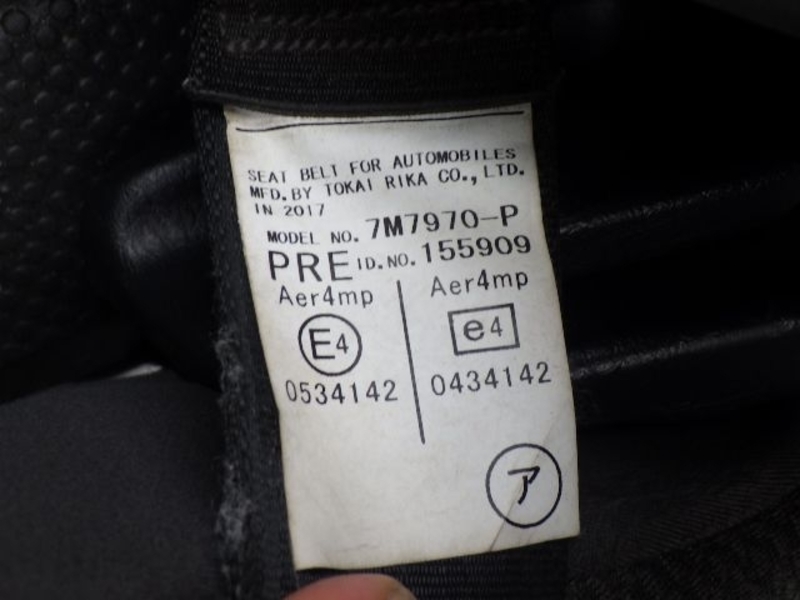 SEAT BELT FOR AUTOMOBILES
MFD. BY TOKAI RIKA CO., LTD.
IN 2017
MODEL NO. 7M7970-P
PRE ID.NO. 155909
Aer4mp
E4
0534142
Aer4mp
e4
0434142
ア